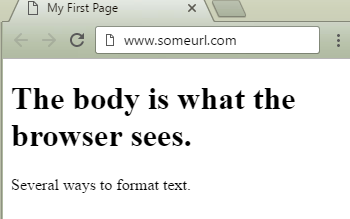 My First Page
www.someurl.com
The body is what the
browser sees.
Several ways to format text.